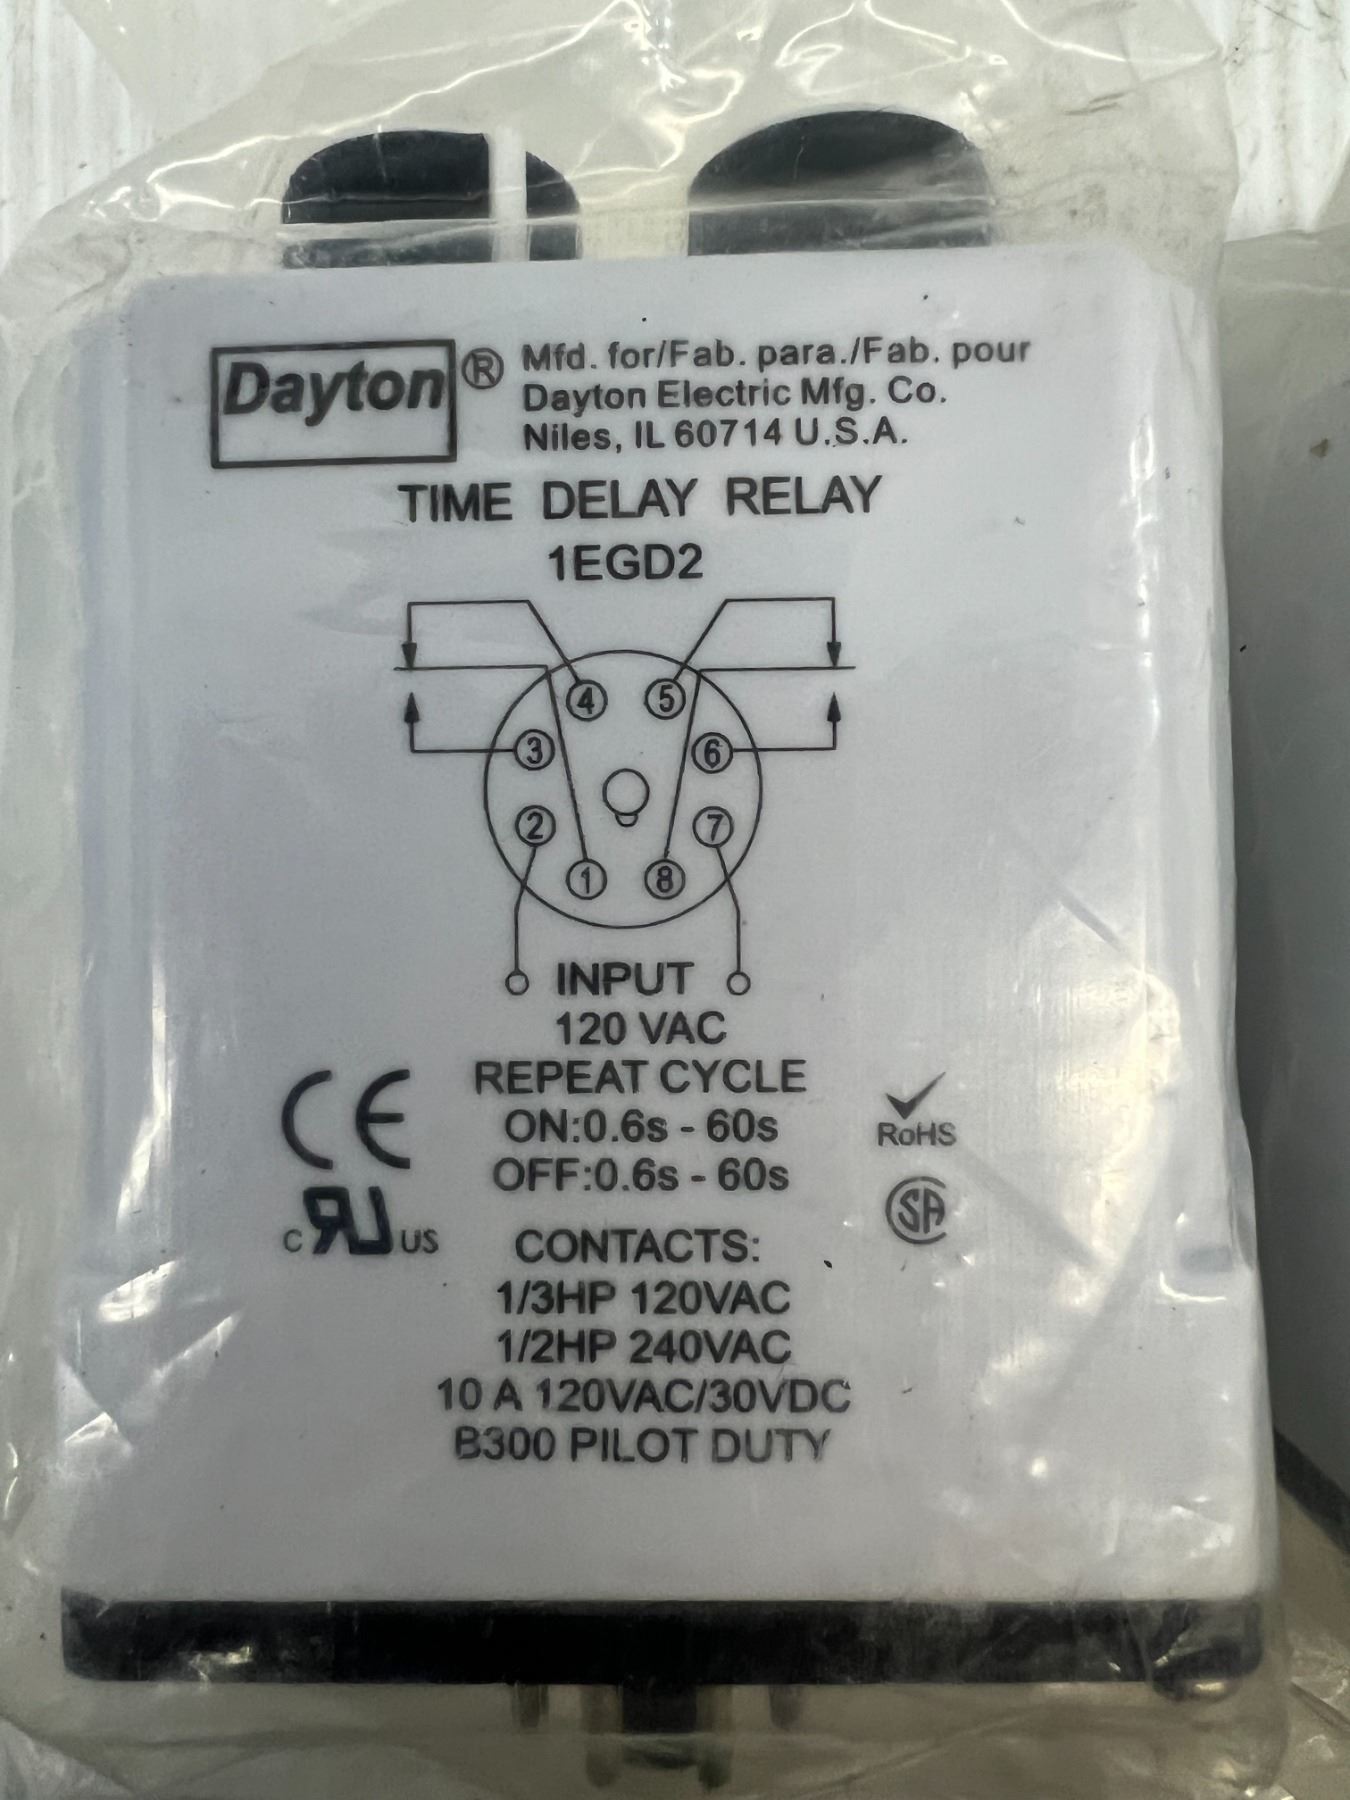 Dayton® Mfd. for/Fab. para./Fab. pour
Dayton Electric Mfg. Co.
Niles, IL 60714 U.S.A.
TIME DELAY RELAY
1EGD2
4 5
3 6
2 7
1 8
INPUT
120 VAC
REPEAT CYCLE
ON:0.6s - 60s
OFF:0.6s - 60s
CE
RoHS
c RU US
SA
CONTACTS:
1/3HP 120VAC
1/2HP 240VAC
10 A 120VAC/30VDC
B300 PILOT DUTY